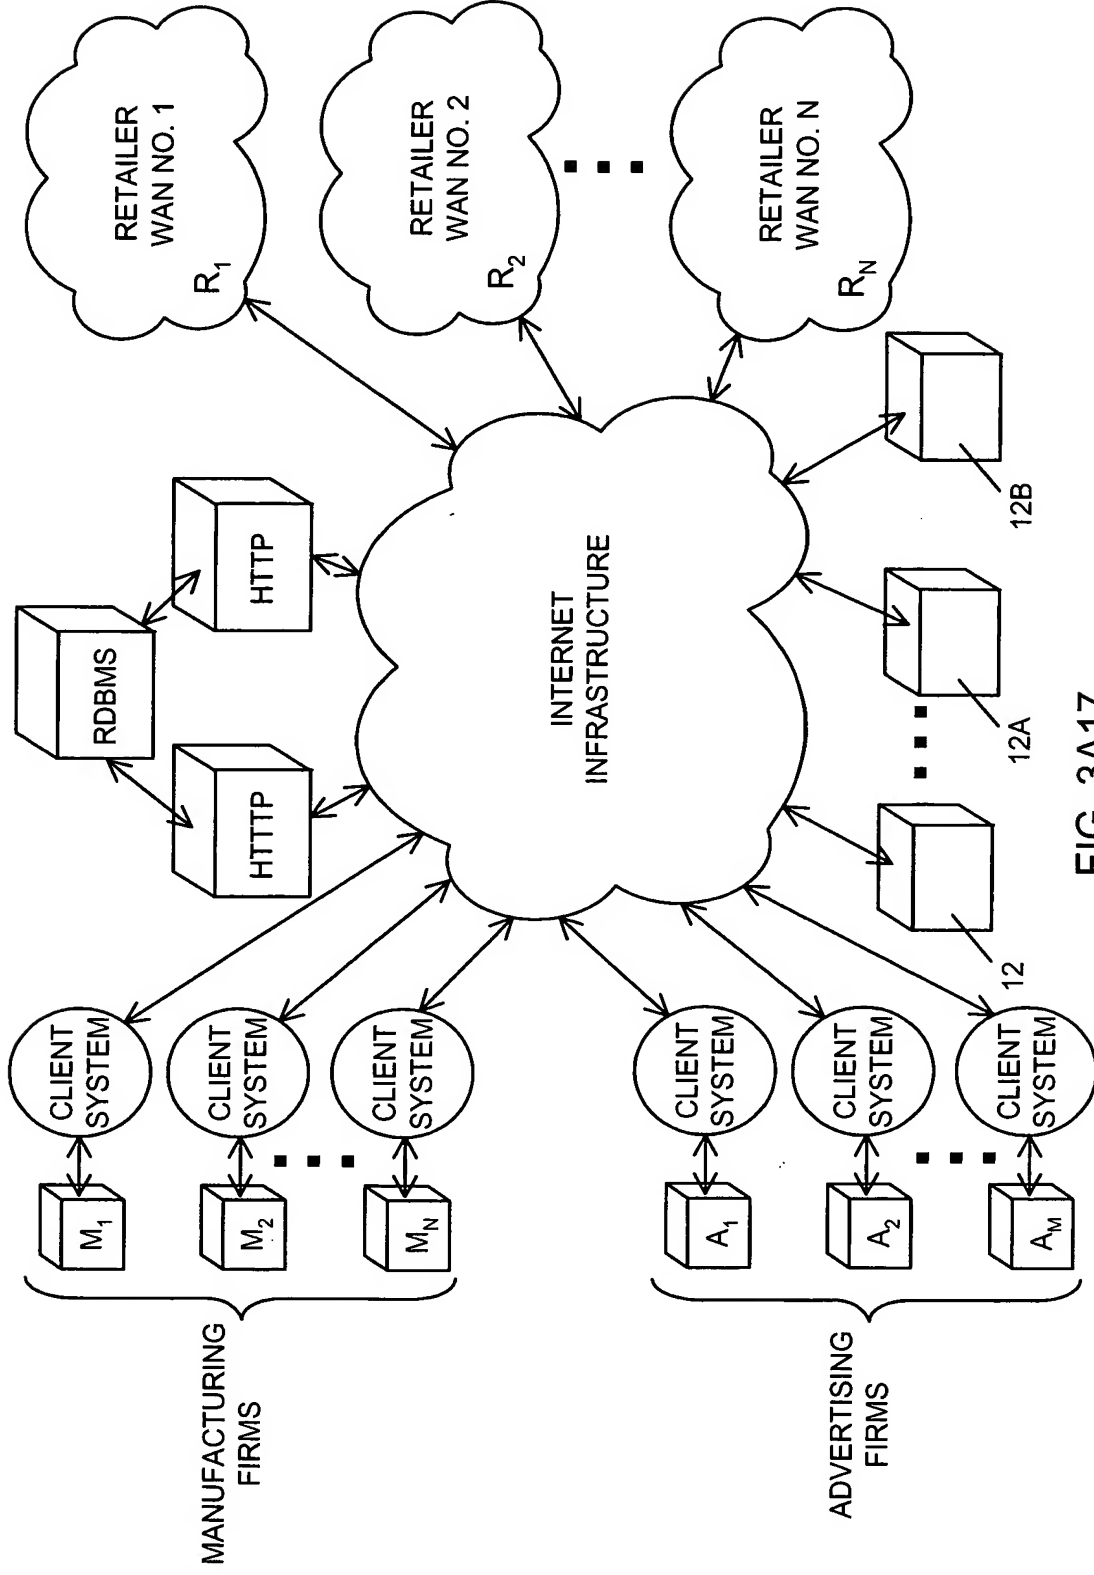 MANUFACTURING
FIRMS
M1
CLIENT
SYSTEM
M2
CLIENT
SYSTEM
MN
CLIENT
SYSTEM
ADVERTISING
FIRMS
A1
CLIENT
SYSTEM
A2
CLIENT
SYSTEM
AM
CLIENT
SYSTEM
RDBMS
HTTTP
HTTP
INTERNET
INFRASTRUCTURE
RETAILER
WAN NO. 1
R1
RETAILER
WAN NO. 2
R2
RETAILER
WAN NO. N
RN
12
12A
12B
FIG. 3A17